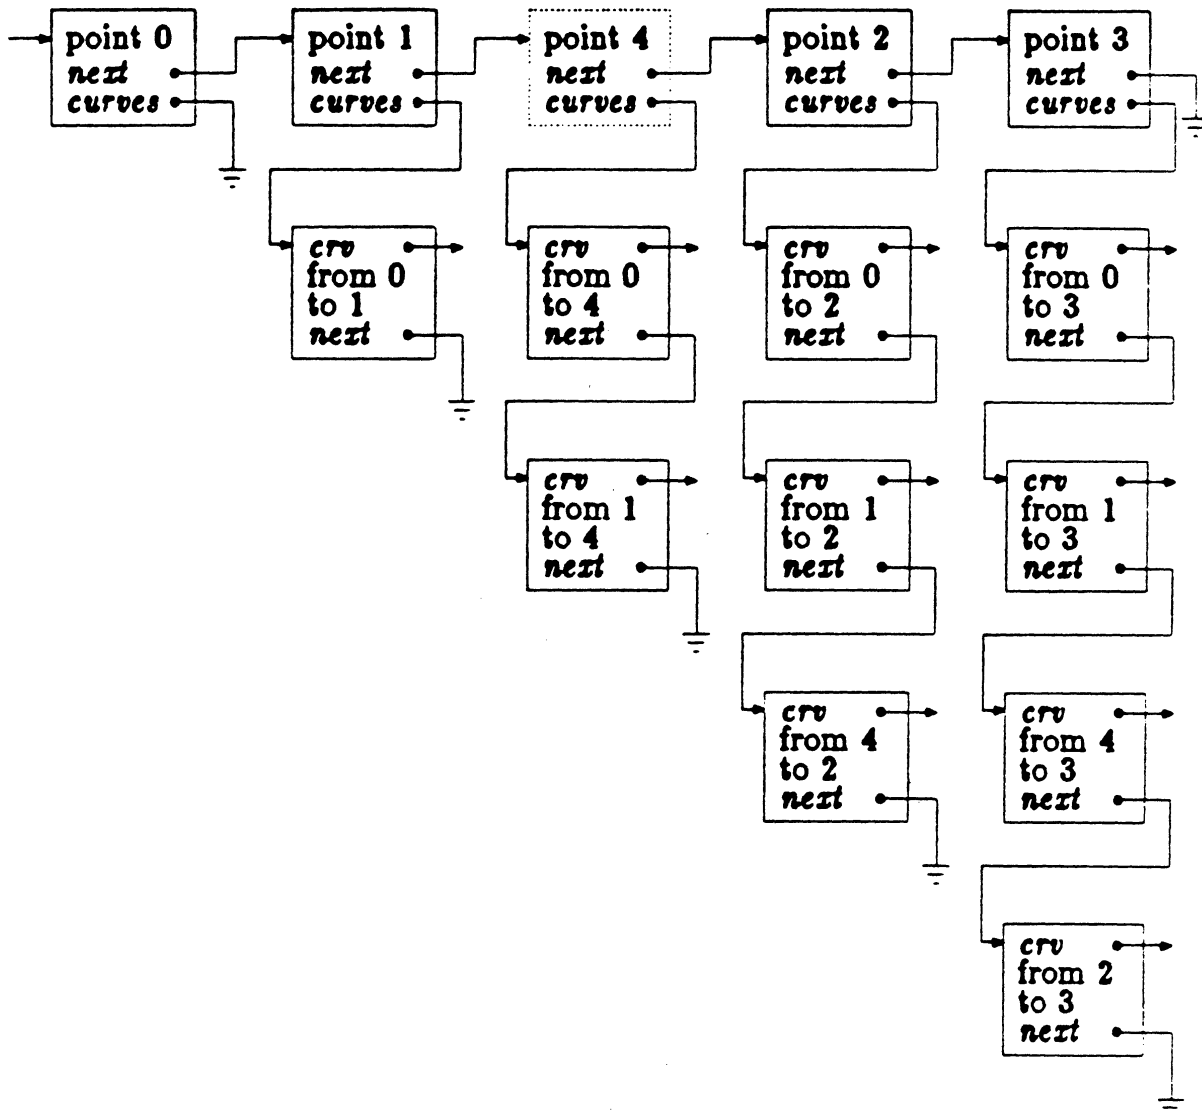 point 0
next
curves
point 1
next
curves
point 4
next
curves
point 2
next
curves
point 3
next
curves
crv
from 0
to 1
next
crv
from 0
to 4
next
crv
from 0
to 2
next
crv
from 0
to 3
next
crv
from 1
to 4
next
crv
from 1
to 2
next
crv
from 1
to 3
next
crv
from 4
to 2
next
crv
from 4
to 3
next
crv
from 2
to 3
next